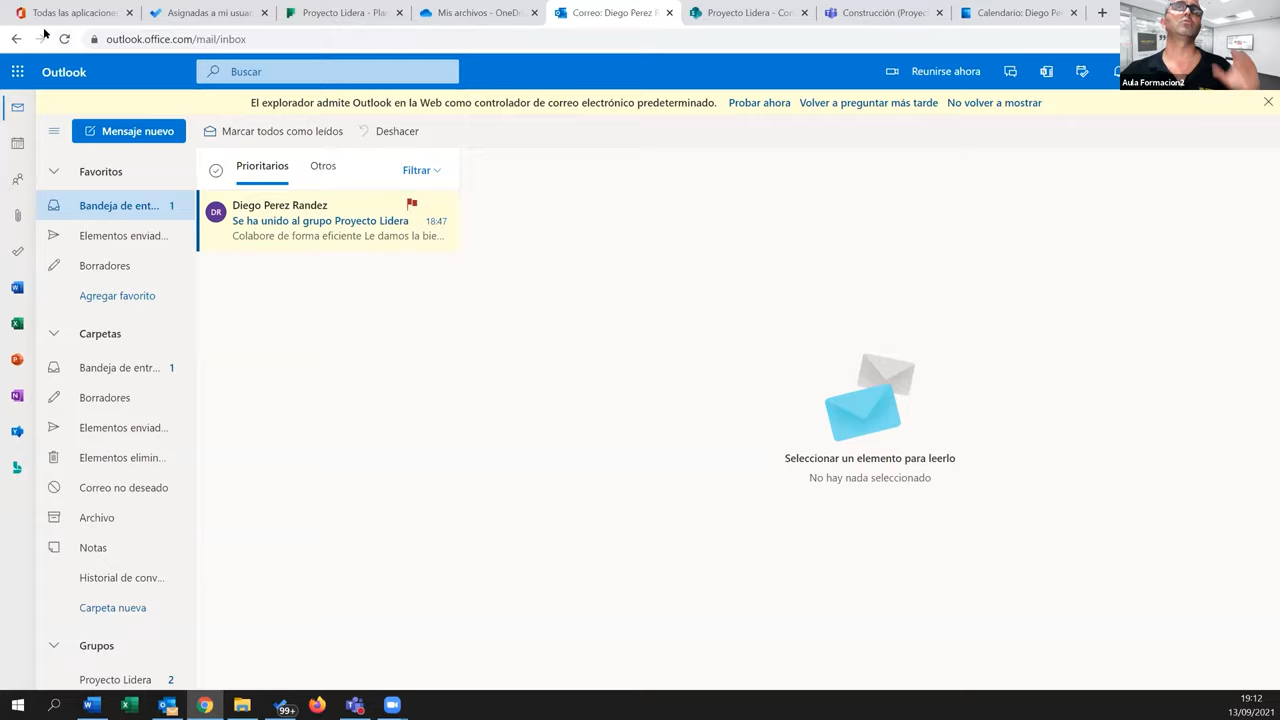 Todas las aplicaciones
Asignadas a mi usuar
Proyecto Lidera - Plan
Mis archivos - OneDri
Correo: Diego Perez R
Proyecto Lidera - Con
Construcción (Proyec
Calendario: Diego Per
outlook.office.com/mail/inbox
Outlook
Buscar
Reunirse ahora
Aula Formacion2
El explorador admite Outlook en la Web como controlador de correo electrónico predeterminado. Probar ahora Volver a preguntar más tarde No volver a mostrar
Mensaje nuevo
Marcar todos como leídos
Deshacer
Favoritos
Bandeja de ent... 1
Elementos enviad...
Borradores
Agregar favorito
Carpetas
Bandeja de entr... 1
Borradores
Elementos enviad...
Elementos elimin...
Correo no deseado
Archivo
Notas
Historial de conv...
Carpeta nueva
Grupos
Proyecto Lidera 2
Prioritarios
Otros
Filtrar
DR
Diego Perez Randez
Se ha unido al grupo Proyecto Lidera 18:47
Colabore de forma eficiente Le damos la bie...
Seleccionar un elemento para leerlo
No hay nada seleccionado
99+
19:12
13/09/2021